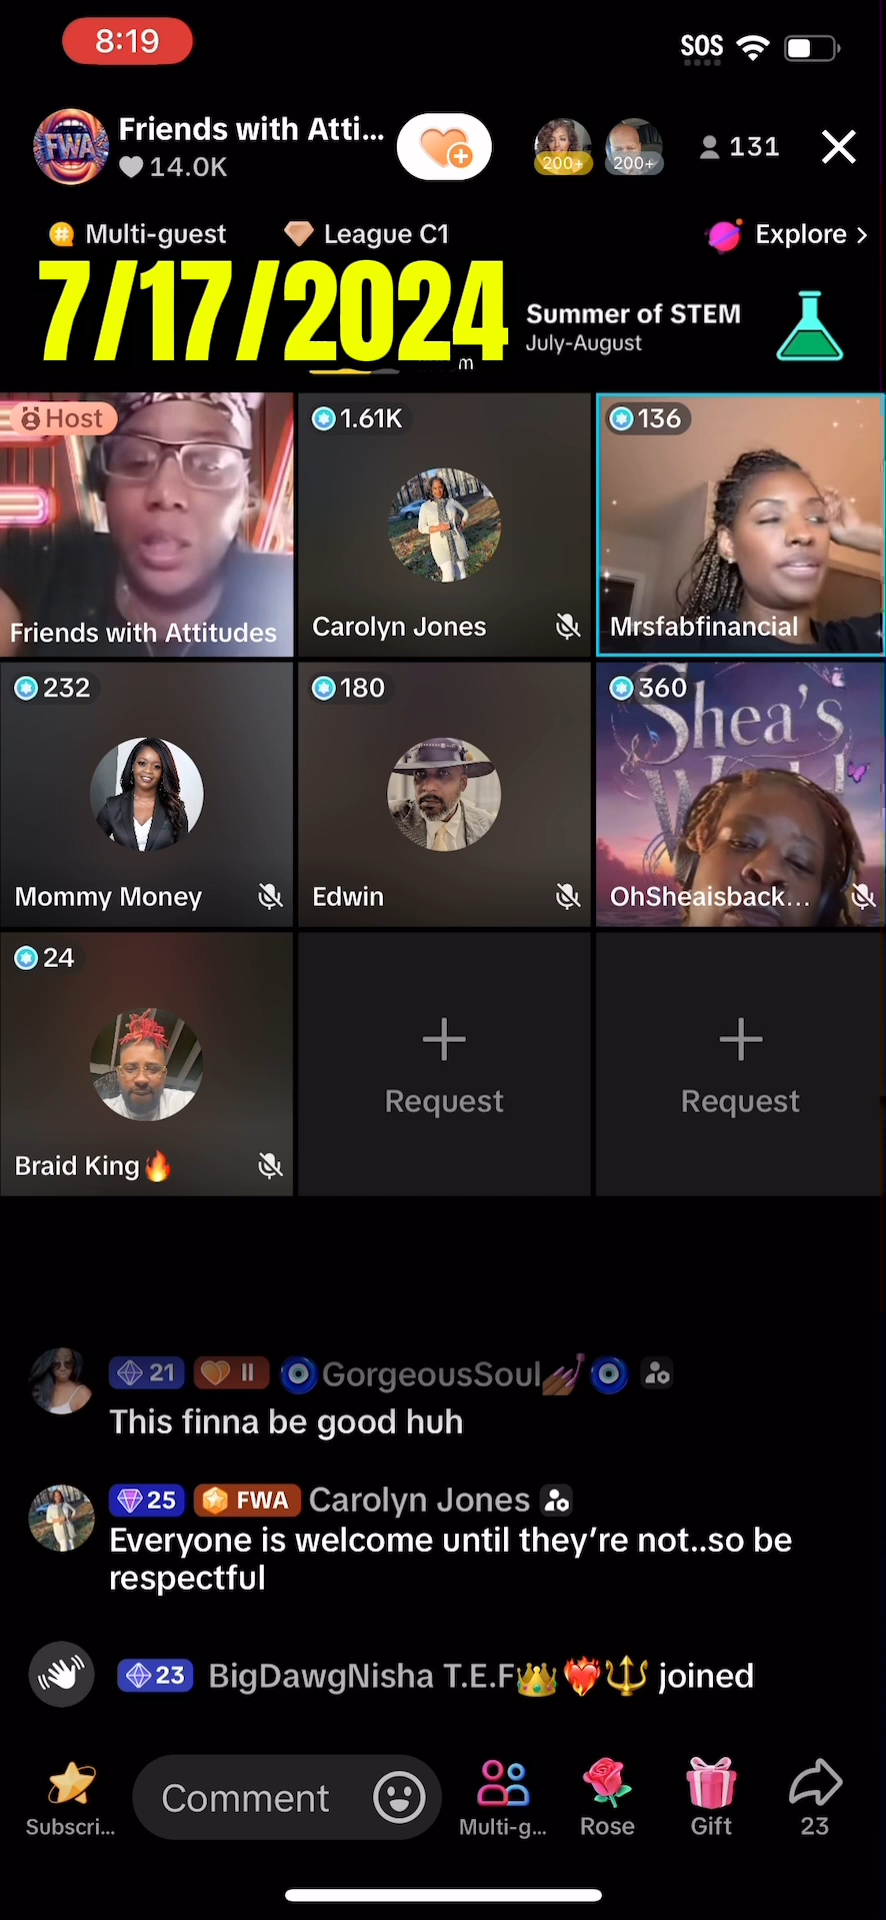 8:19
SOS
FWA
Friends with Atti...
14.0K
200+
200+
131
Multi-guest
League C1
Explore >
7/17/2024
Summer of STEM
July-August
m
Host
Friends with Attitudes
1.61K
Carolyn Jones
136
Mrsfabfinancial
232
Mommy Money
180
Edwin
360
Shea's
OhSheaisback...
24
Braid King🔥
Request
Request
21
II
🧿GorgeousSoul💅🏾🧿
This finna be good huh
25
FWA
Carolyn Jones
Everyone is welcome until they're not..so be
respectful
23
BigDawgNisha T.E.F👑❤️‍🔥🔱 joined
Subscri...
Comment
Multi-g...
Rose
Gift
23